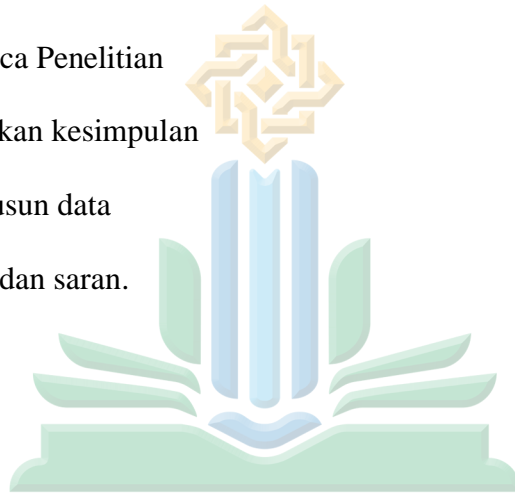 ca Penelitian
kan kesimpulan
usun data
dan saran.